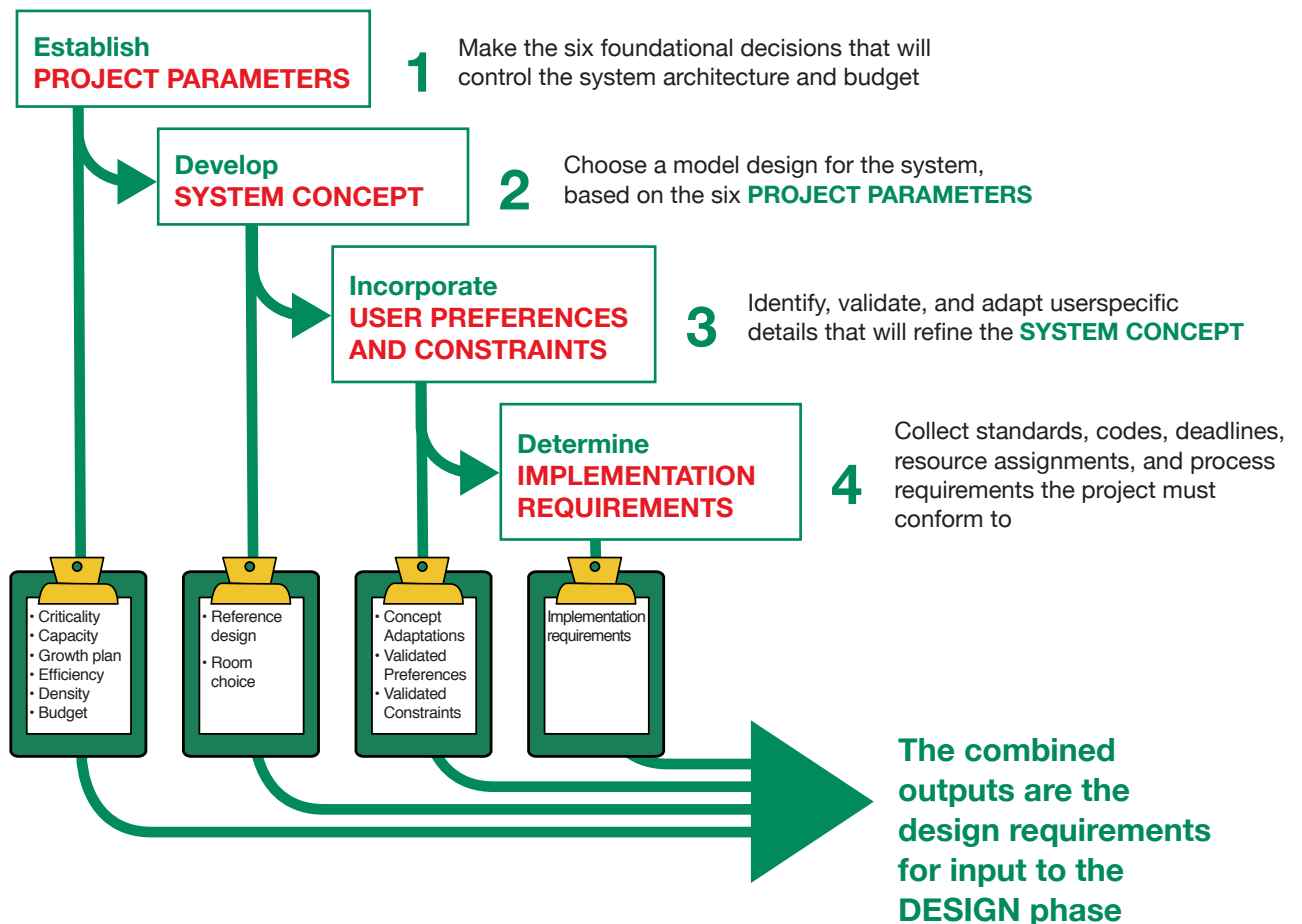 Establish
PROJECT PARAMETERS
1
Make the six foundational decisions that will
control the system architecture and budget
Develop
SYSTEM CONCEPT
2
Choose a model design for the system,
based on the six PROJECT PARAMETERS
Incorporate
USER PREFERENCES
AND CONSTRAINTS
3
Identify, validate, and adapt userspecific
details that will refine the SYSTEM CONCEPT
Determine
IMPLEMENTATION
REQUIREMENTS
4
Collect standards, codes, deadlines,
resource assignments, and process
requirements the project must
conform to
• Criticality
• Capacity
• Growth plan
• Efficiency
• Density
• Budget
• Reference
design
• Room
choice
• Concept
Adaptations
• Validated
Preferences
• Validated
Constraints
Implementation
requirements
The combined
outputs are the
design requirements
for input to the
DESIGN phase